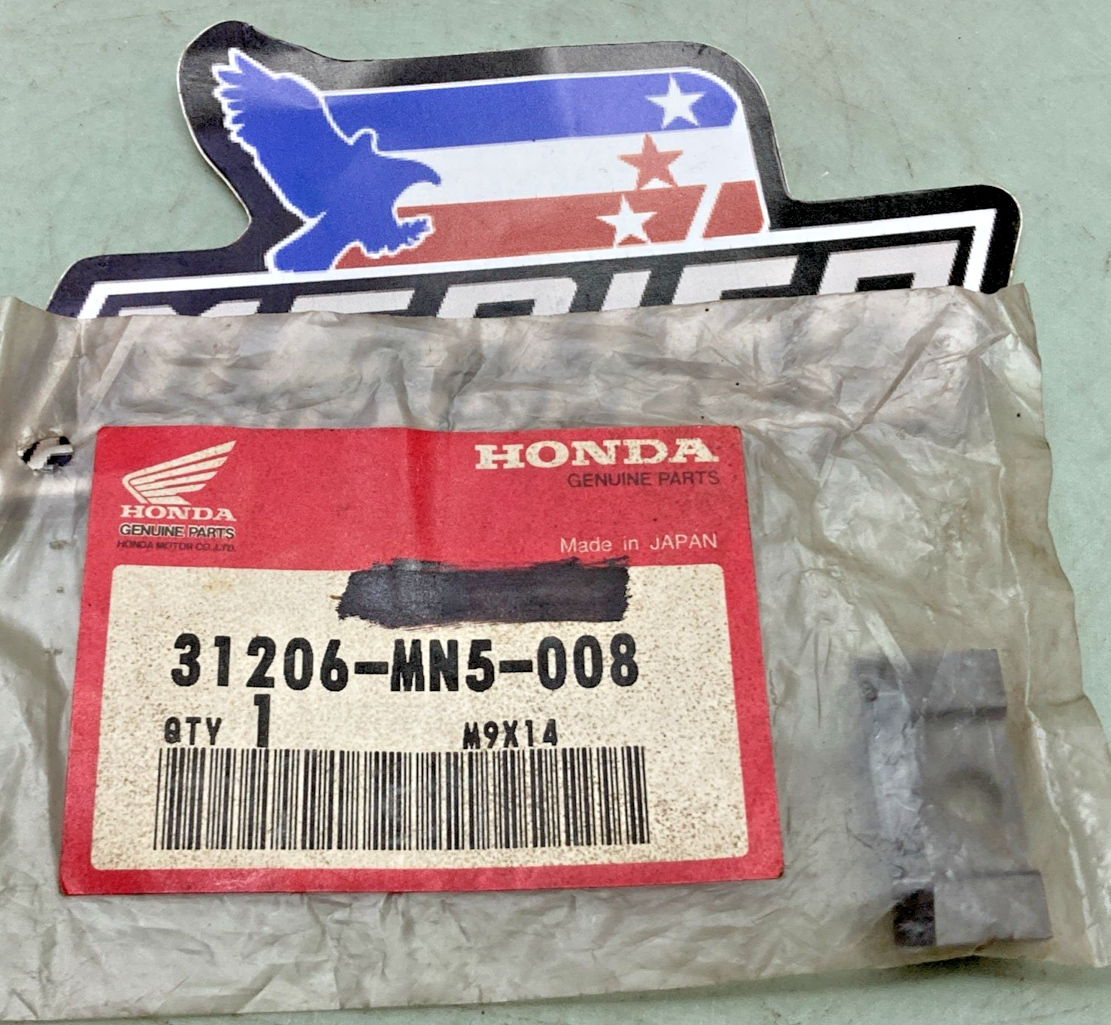 HONDA
GENUINE PARTS
HONDA MOTOR CO.,LTD.
HONDA
GENUINE PARTS
Made in JAPAN
31206-MN5-008
QTY 1 M9X14